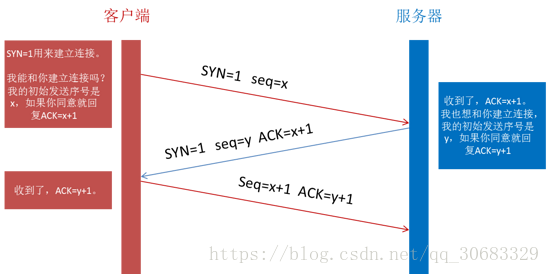 客户端
服务器
SYN=1用来建立连接。
我能和你建立连接吗？
我的初始发送序号是
x，如果你同意就回
复ACK=x+1
SYN=1 seq=x
收到了，ACK=x+1。
我也想和你建立连接，
我的初始发送序号是
y，如果你同意就回
复ACK=y+1
SYN=1 seq=y ACK=x+1
收到了，ACK=y+1。
Seq=x+1 ACK=y+1
https://blog.csdn.net/qq_30683329